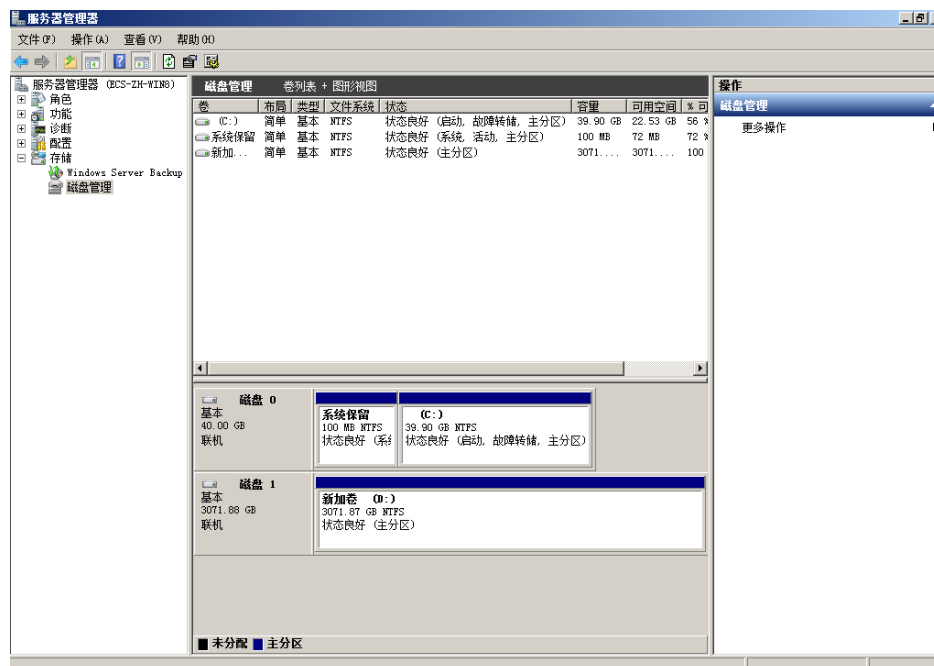 服务器管理器
文件(F) 操作(A) 查看(V) 帮助(H)
服务器管理器 (ECS-ZH-WIN8)
角色
功能
诊断
配置
存储
Windows Server Backup
磁盘管理
磁盘管理 卷列表 + 图形视图
卷 布局 类型 文件系统 状态 容量 可用空间 % 可
(C:) 简单 基本 NTFS 状态良好 (启动, 故障转储, 主分区) 39.90 GB 22.53 GB 56 %
系统保留 简单 基本 NTFS 状态良好 (系统, 活动, 主分区) 100 MB 72 MB 72 %
新加... 简单 基本 NTFS 状态良好 (主分区) 3071.... 3071.... 100
磁盘 0
基本
40.00 GB
联机
系统保留
100 MB NTFS
状态良好 (系
(C:)
39.90 GB NTFS
状态良好 (启动, 故障转储, 主分区)
磁盘 1
基本
3071.88 GB
联机
新加卷 (D:)
3071.87 GB NTFS
状态良好 (主分区)
未分配 主分区
操作
磁盘管理
更多操作